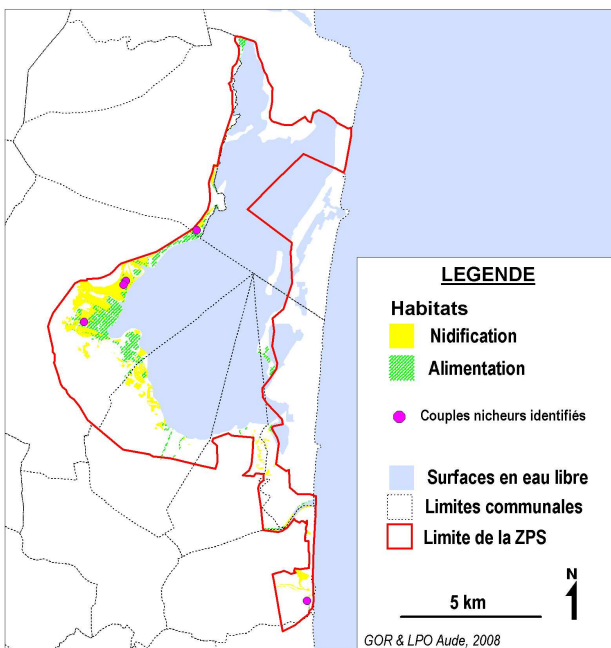 LEGENDE
Habitats
Nidification
Alimentation
Couples nicheurs identifiés
Surfaces en eau libre
Limites communales
Limite de la ZPS
N
5 km
GOR & LPO Aude, 2008